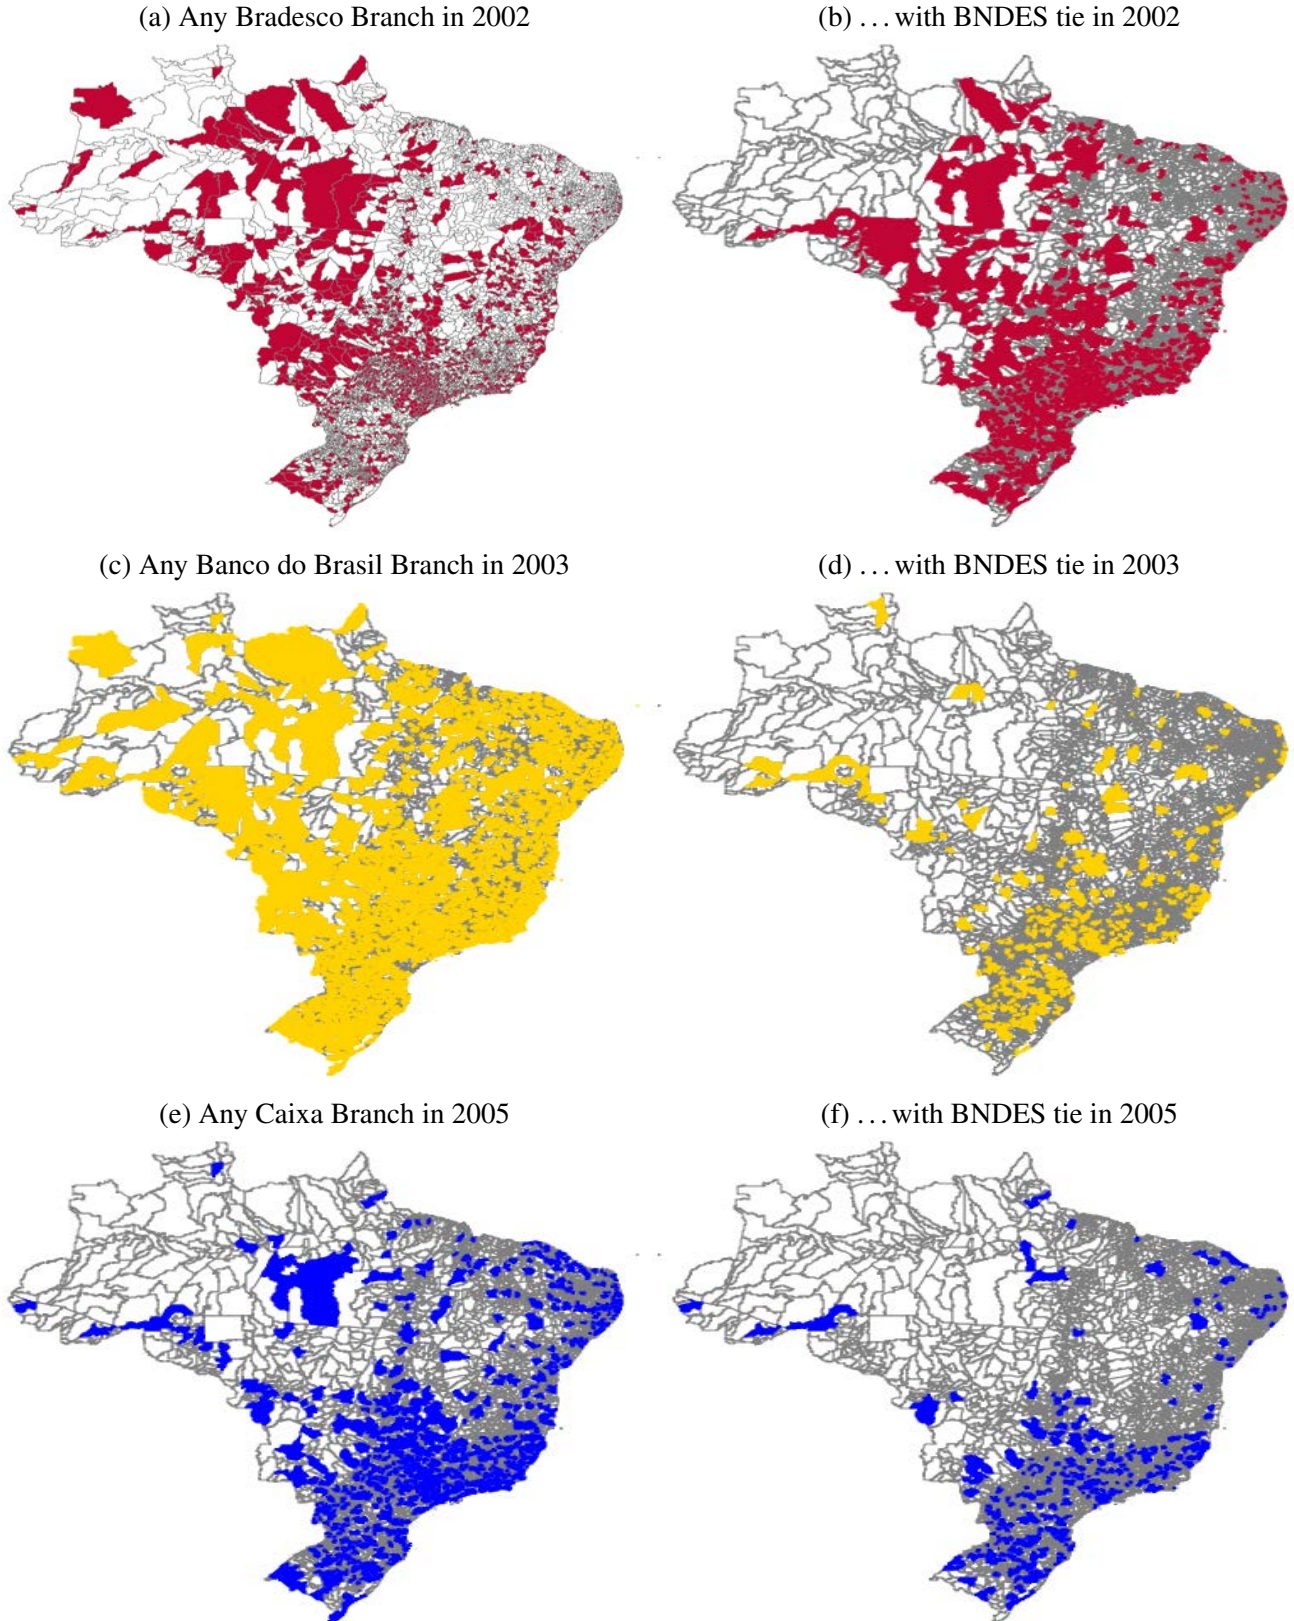 (a) Any Bradesco Branch in 2002
(b) ...with BNDES tie in 2002
(c) Any Banco do Brasil Branch in 2003
(d) ...with BNDES tie in 2003
(e) Any Caixa Branch in 2005
(f) ...with BNDES tie in 2005